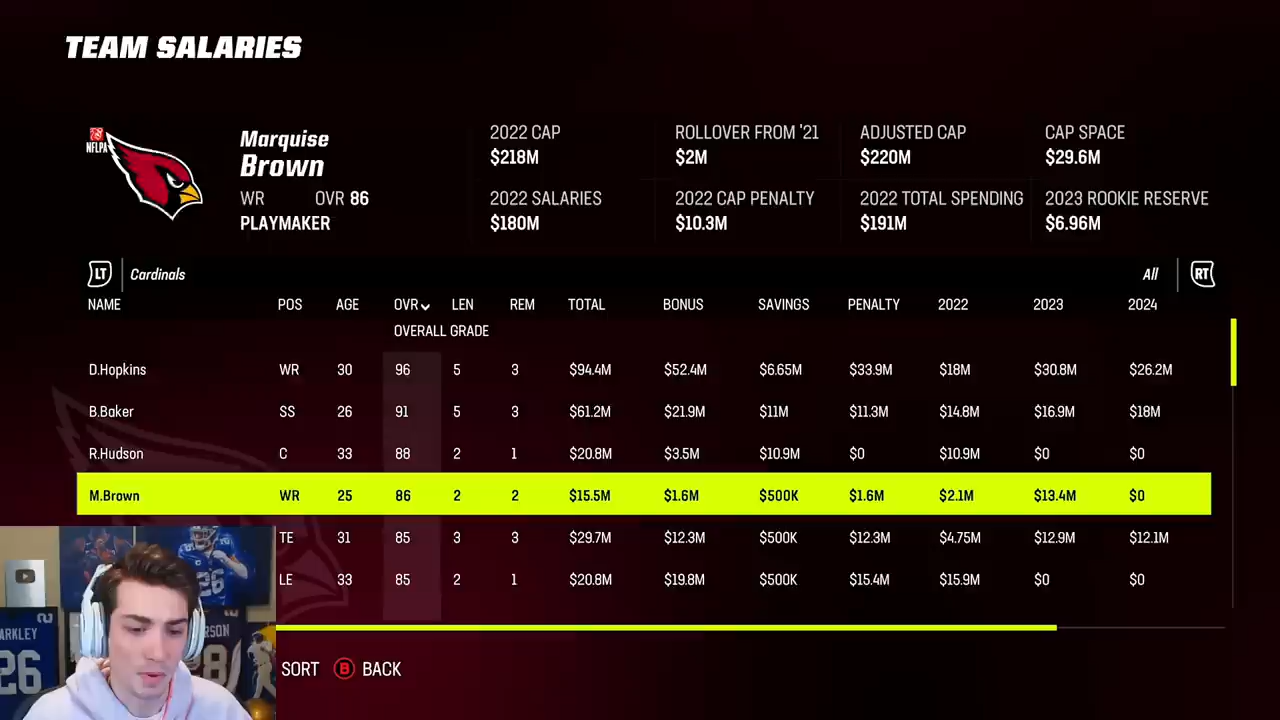 TEAM SALARIES
NFLPA
Marquise
Brown
WR OVR 86
PLAYMAKER
2022 CAP ROLLOVER FROM '21 ADJUSTED CAP CAP SPACE
$218M $2M $220M $29.6M
2022 SALARIES 2022 CAP PENALTY 2022 TOTAL SPENDING 2023 ROOKIE RESERVE
$180M $10.3M $191M $6.96M
LT Cardinals All RT
NAME POS AGE OVR LEN REM TOTAL BONUS SAVINGS PENALTY 2022 2023 2024
OVERALL GRADE
D.Hopkins WR 30 96 5 3 $94.4M $52.4M $6.65M $33.9M $18M $30.8M $26.2M
B.Baker SS 26 91 5 3 $61.2M $21.9M $11M $11.3M $14.8M $16.9M $18M
R.Hudson C 33 88 2 1 $20.8M $3.5M $10.9M $0 $10.9M $0 $0
M.Brown WR 25 86 2 2 $15.5M $1.6M $500K $1.6M $2.1M $13.4M $0
TE 31 85 3 3 $29.7M $12.3M $500K $12.3M $4.75M $12.9M $12.1M
LE 33 85 2 1 $20.8M $19.8M $500K $15.4M $15.9M $0 $0
26
ARKLEY
26
RSON
8
SORT B BACK